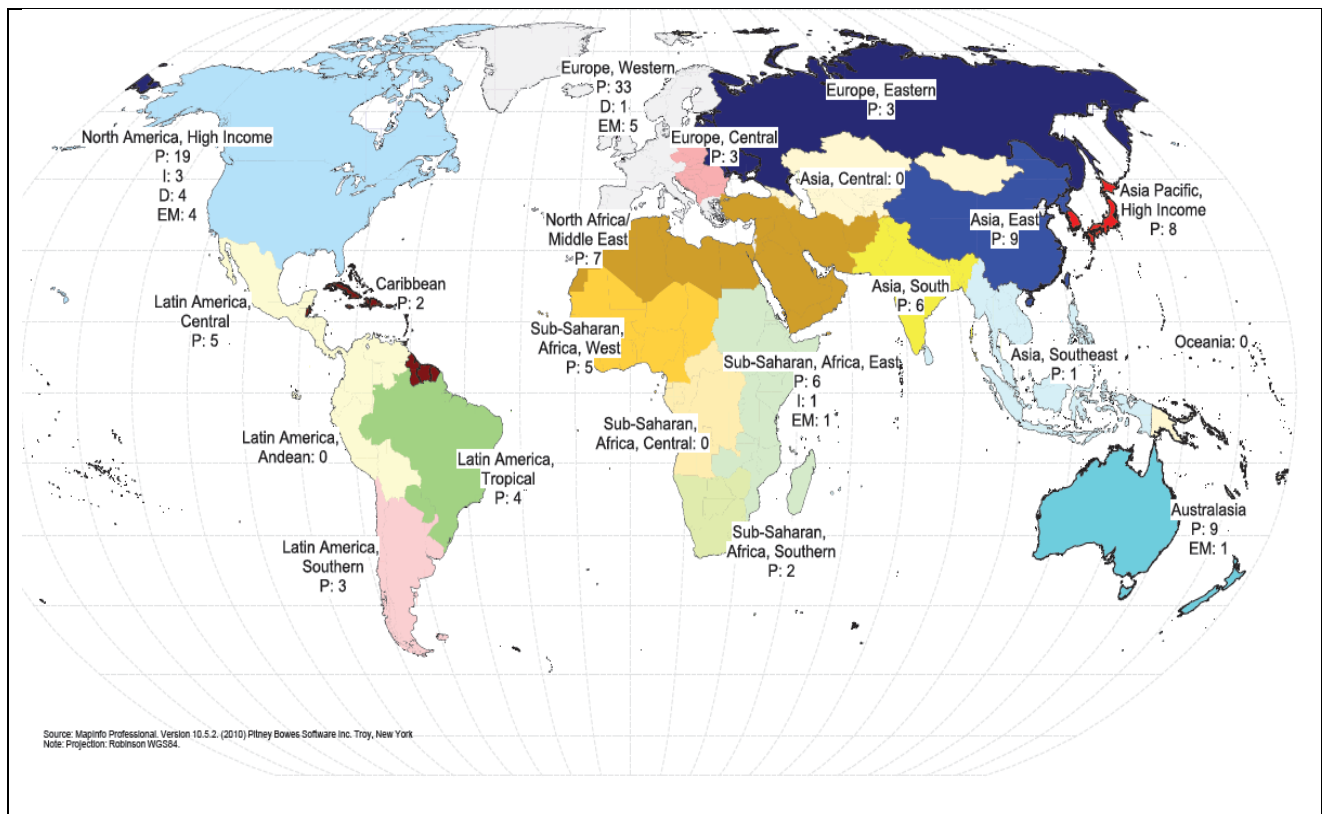 Europe, Western
P: 33
D: 1
EM: 5
Europe, Eastern
P: 3
North America, High Income
P: 19
I: 3
D: 4
EM: 4
Europe, Central
P: 3
Asia, Central: 0
Asia Pacific,
High Income
P: 8
Asia, East
P: 9
North Africa/
Middle East
P: 7
Caribbean
P: 2
Asia, South
P: 6
Latin America,
Central
P: 5
Sub-Saharan,
Africa, West
P: 5
Oceania: 0
Asia, Southeast
P: 1
Sub-Saharan, Africa, East
P: 6
I: 1
EM: 1
Sub-Saharan,
Africa, Central: 0
Latin America,
Andean: 0
Latin America,
Tropical
P: 4
Australasia
P: 9
EM: 1
Sub-Saharan,
Africa, Southern
P: 2
Latin America,
Southern
P: 3
Source: MapInfo Professional. Version 10.5.2. (2010) Pitney Bowes Software Inc. Troy, New York
Note: Projection: Robinson WGS84.